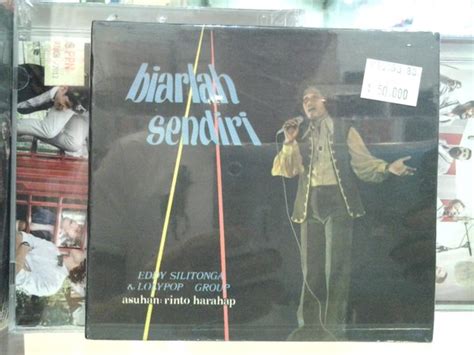 biarlah
sendiri
50.000
EDDY SILITONGA
& LOLYPOP GROUP
asuhan: rinto harahap